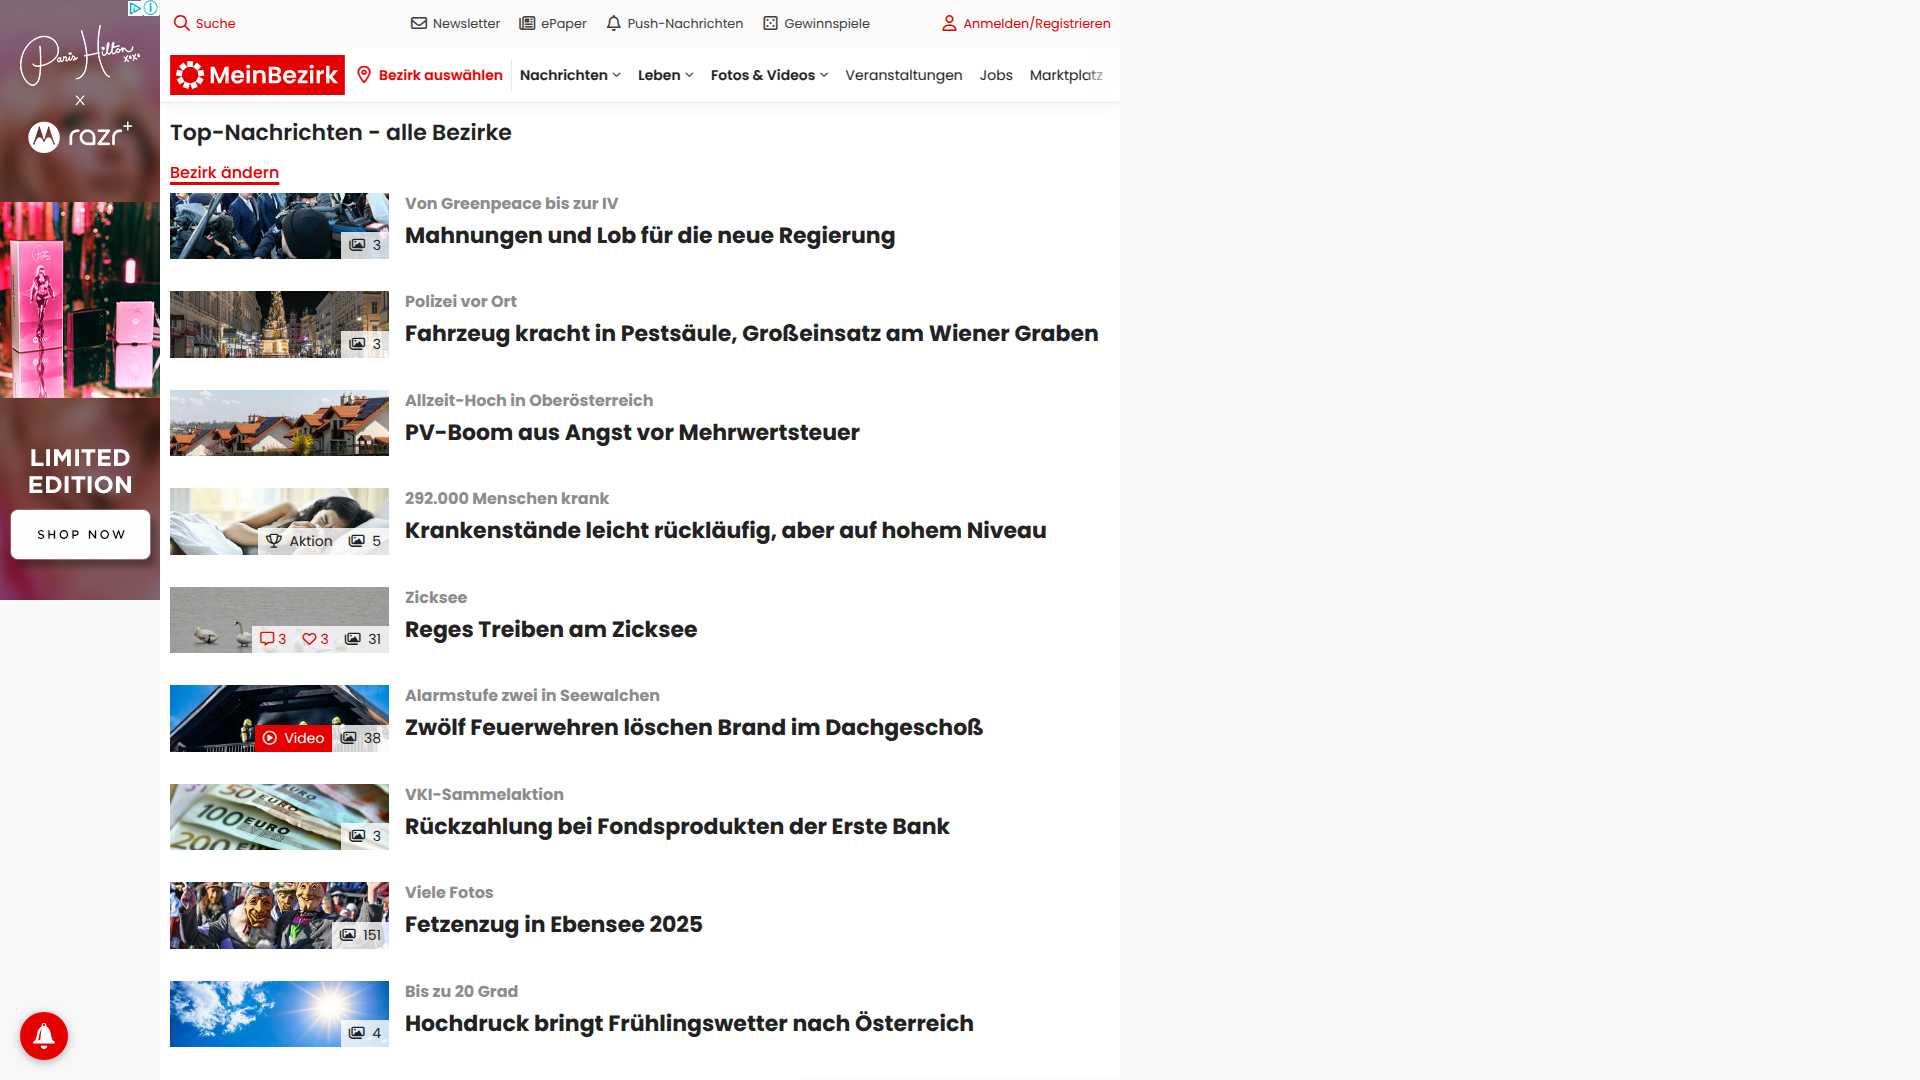 Suche
Newsletter
ePaper
Push-Nachrichten
Gewinnspiele
Anmelden/Registrieren
MeinBezirk
Bezirk auswählen
Nachrichten
Leben
Fotos & Videos
Veranstaltungen
Jobs
Marktplatz
Paris Hilton
xoxo
X
razr+
LIMITED
EDITION
SHOP NOW
Top-Nachrichten - alle Bezirke
Bezirk ändern
3
Von Greenpeace bis zur IV
Mahnungen und Lob für die neue Regierung
3
Polizei vor Ort
Fahrzeug kracht in Pestsäule, Großeinsatz am Wiener Graben
Allzeit-Hoch in Oberösterreich
PV-Boom aus Angst vor Mehrwertsteuer
Aktion 5
292.000 Menschen krank
Krankenstände leicht rückläufig, aber auf hohem Niveau
3 3 31
Zicksee
Reges Treiben am Zicksee
Video 38
Alarmstufe zwei in Seewalchen
Zwölf Feuerwehren löschen Brand im Dachgeschoß
50 EURO
100 EURO
200
3
VKI-Sammelaktion
Rückzahlung bei Fondsprodukten der Erste Bank
151
Viele Fotos
Fetzenzug in Ebensee 2025
4
Bis zu 20 Grad
Hochdruck bringt Frühlingswetter nach Österreich